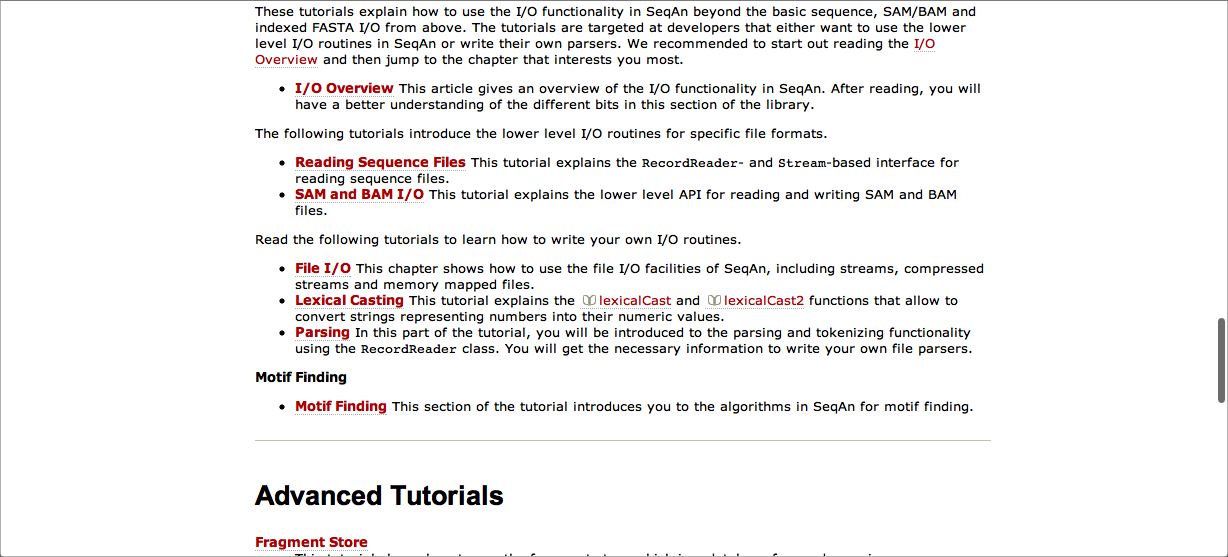 These tutorials explain how to use the I/O functionality in SeqAn beyond the basic sequence, SAM/BAM and
indexed FASTA I/O from above. The tutorials are targeted at developers that either want to use the lower
level I/O routines in SeqAn or write their own parsers. We recommended to start out reading the I/O
Overview and then jump to the chapter that interests you most.
• I/O Overview This article gives an overview of the I/O functionality in SeqAn. After reading, you will
have a better understanding of the different bits in this section of the library.
The following tutorials introduce the lower level I/O routines for specific file formats.
• Reading Sequence Files This tutorial explains the RecordReader- and Stream-based interface for
reading sequence files.
• SAM and BAM I/O This tutorial explains the lower level API for reading and writing SAM and BAM
files.
Read the following tutorials to learn how to write your own I/O routines.
• File I/O This chapter shows how to use the file I/O facilities of SeqAn, including streams, compressed
streams and memory mapped files.
• Lexical Casting This tutorial explains the lexicalCast and lexicalCast2 functions that allow to
convert strings representing numbers into their numeric values.
• Parsing In this part of the tutorial, you will be introduced to the parsing and tokenizing functionality
using the RecordReader class. You will get the necessary information to write your own file parsers.
Motif Finding
• Motif Finding This section of the tutorial introduces you to the algorithms in SeqAn for motif finding.
Advanced Tutorials
Fragment Store